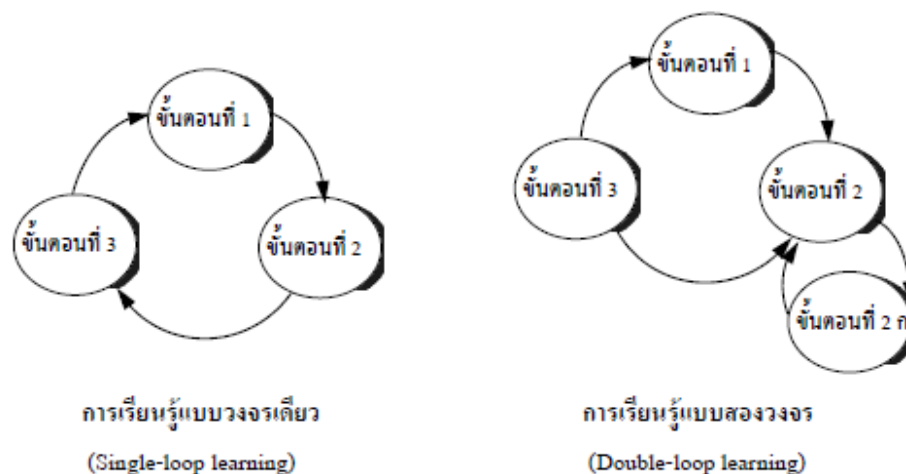 ขั้นตอนที่ 1
ขั้นตอนที่ 3
ขั้นตอนที่ 2
การเรียนรู้แบบวงจรเดียว
(Single-loop learning)
ขั้นตอนที่ 1
ขั้นตอนที่ 3
ขั้นตอนที่ 2
ขั้นตอนที่ 2 ก
การเรียนรู้แบบสองวงจร
(Double-loop learning)